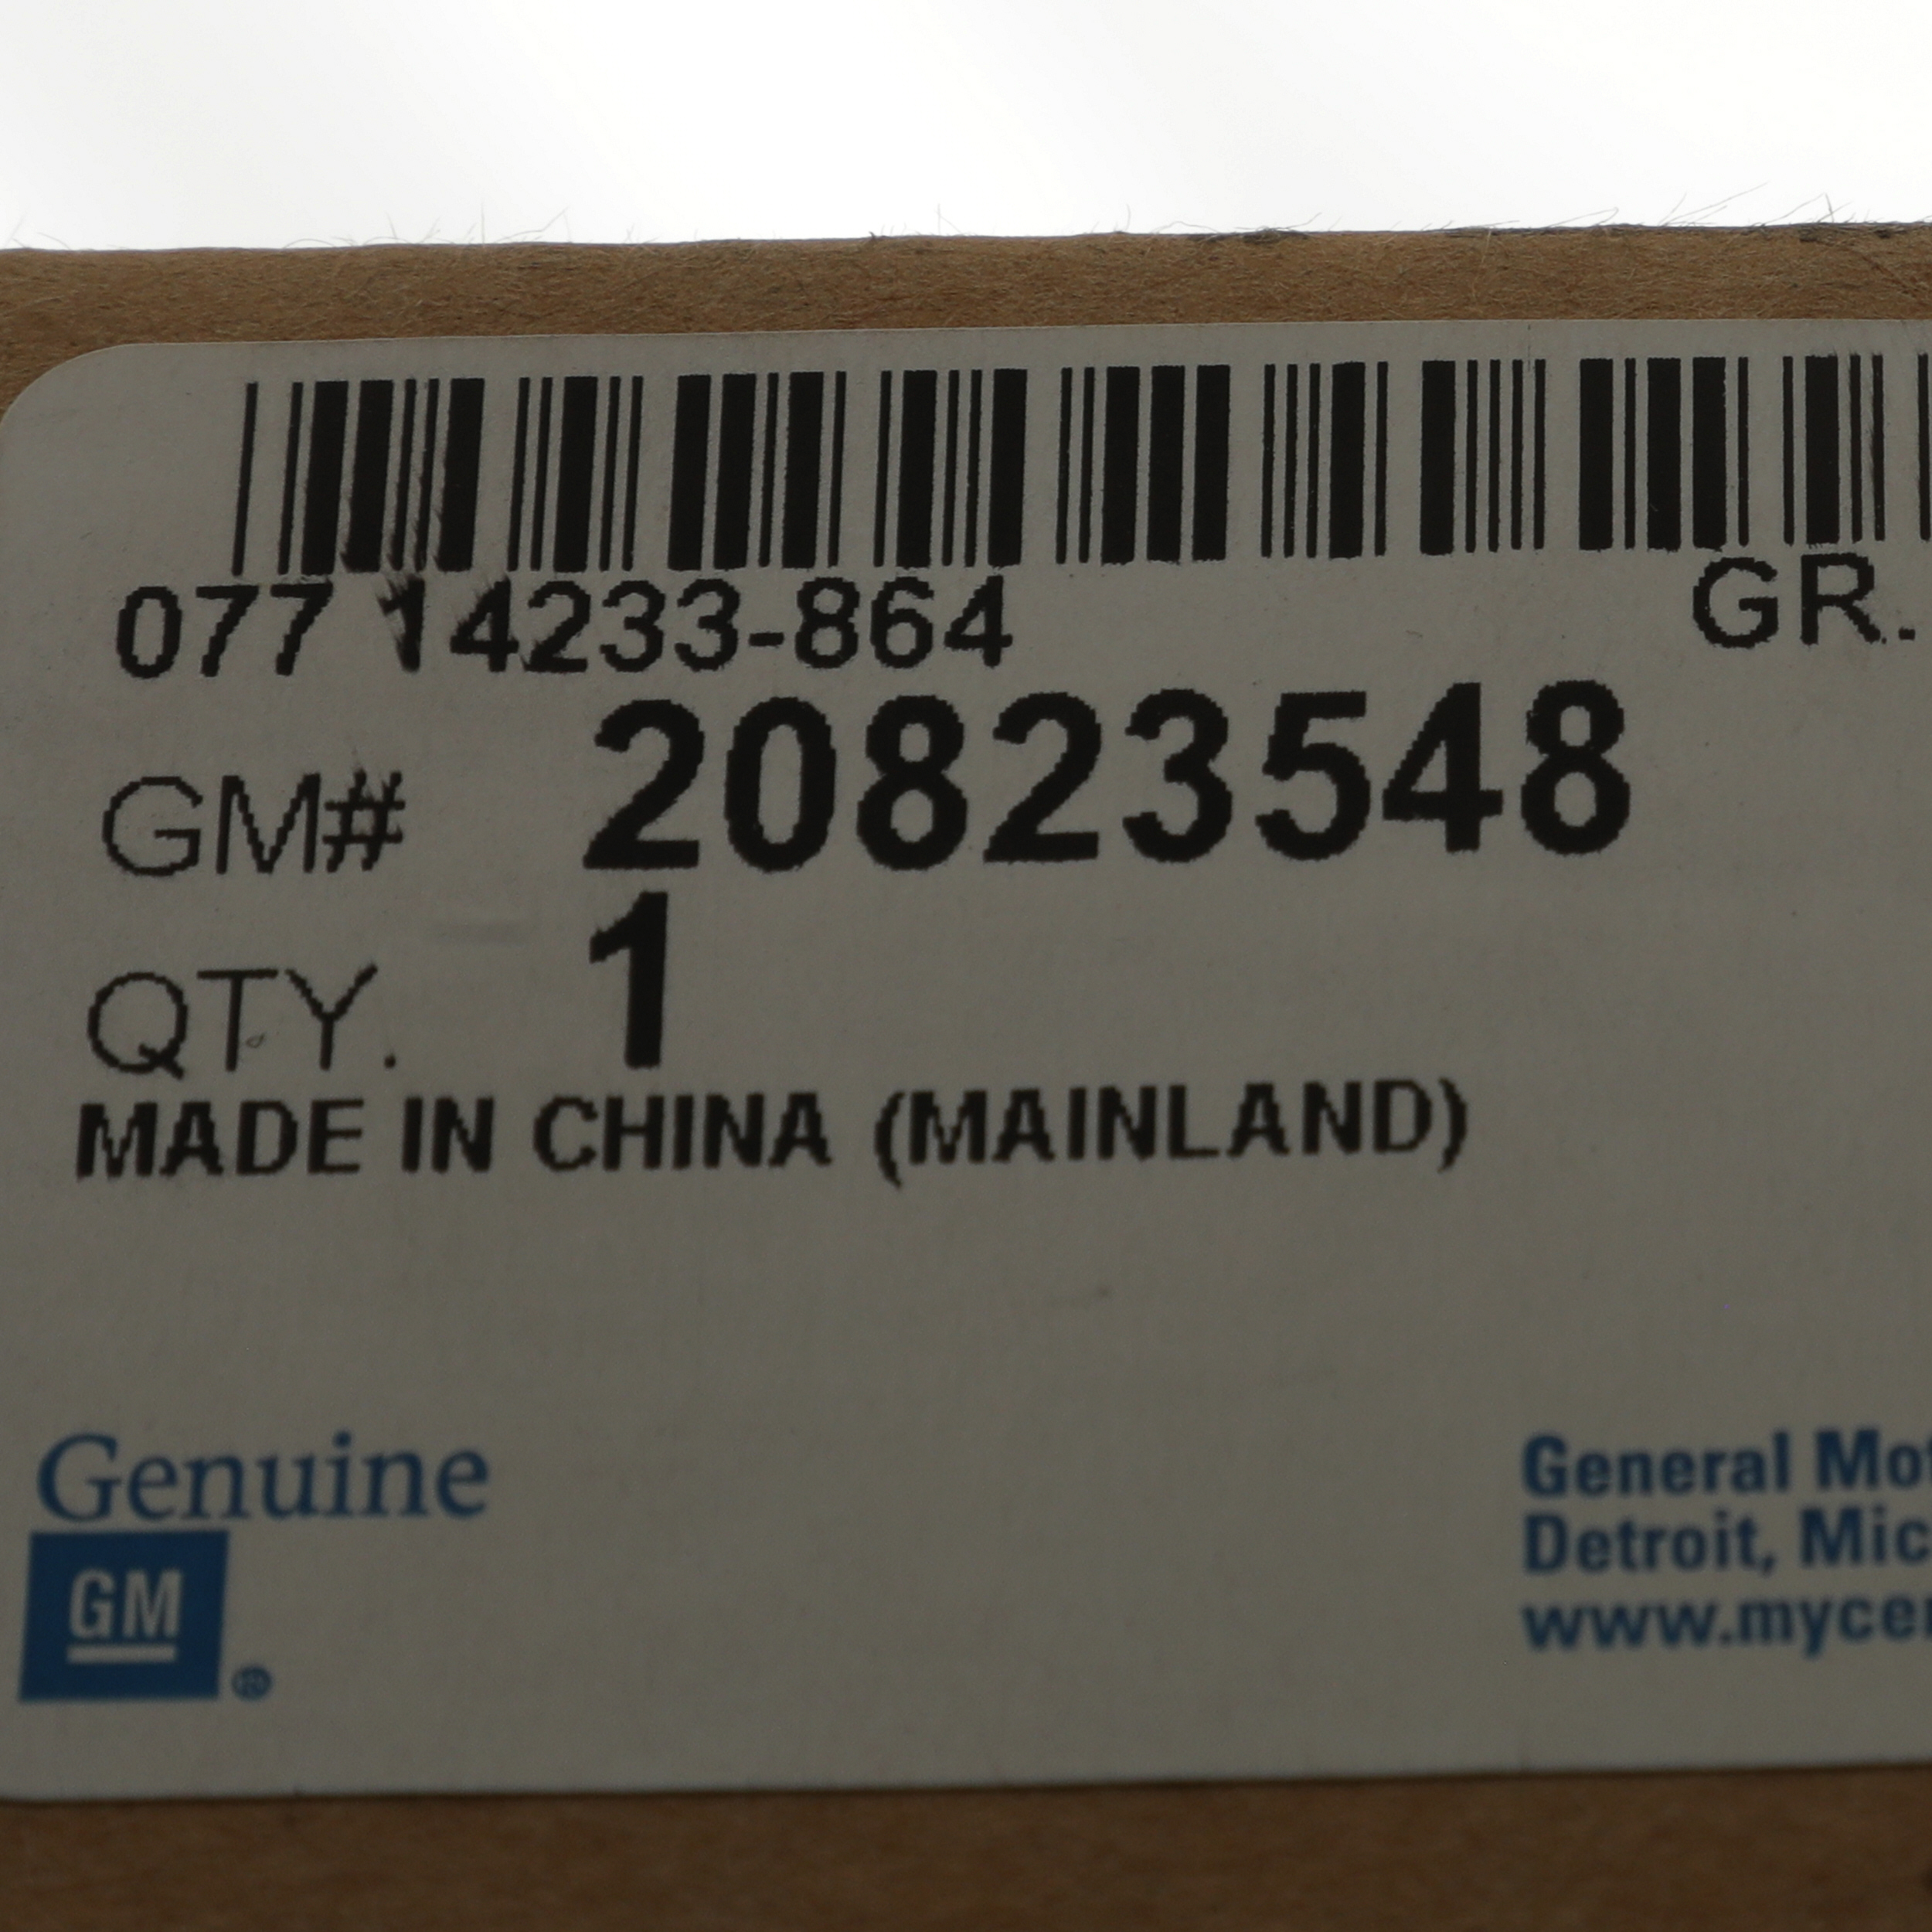 077 14233-864 GR.
GM# 20823548
QTY. 1
MADE IN CHINA (MAINLAND)
Genuine
GM
®
General Mot
Detroit, Mic
www.mycer